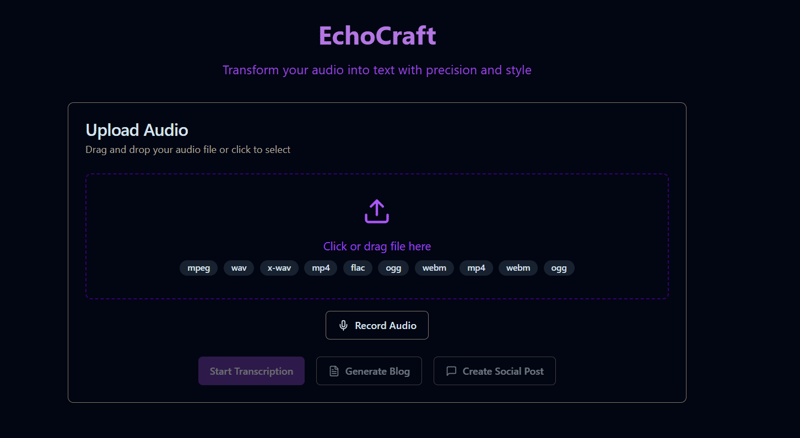 EchoCraft
Transform your audio into text with precision and style
Upload Audio
Drag and drop your audio file or click to select
Click or drag file here
mpeg wav x-wav mp4 flac ogg webm mp4 webm ogg
Record Audio
Start Transcription Generate Blog Create Social Post